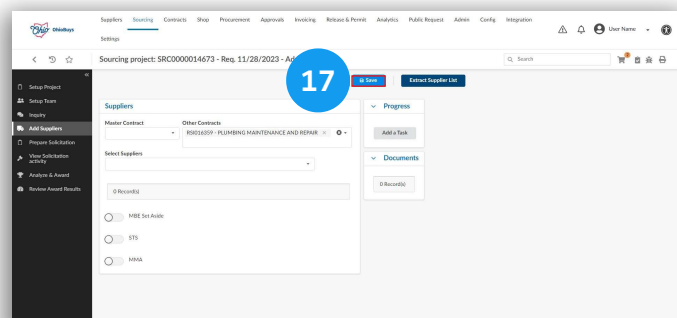 Ohio OhioBuys
Suppliers Sourcing Contracts Shop Procurement Approvals Invoicing Release & Permit Analytics Public Request Admin Config Integration
Settings
User Name
Sourcing project: SRC0000014673 - Req. 11/28/2023 - Ad
Search
17
Save
Extract Supplier List
Setup Project
Setup Team
Inquiry
Add Suppliers
Prepare Solicitation
View Solicitation
activity
Analyze & Award
Review Award Results
Suppliers
Master Contract
Other Contracts
RSI016359 - PLUMBING MAINTENANCE AND REPAIR
Select Suppliers
0 Record(s)
MBE Set Aside
STS
MMA
Progress
Add a Task
Documents
0 Record(s)